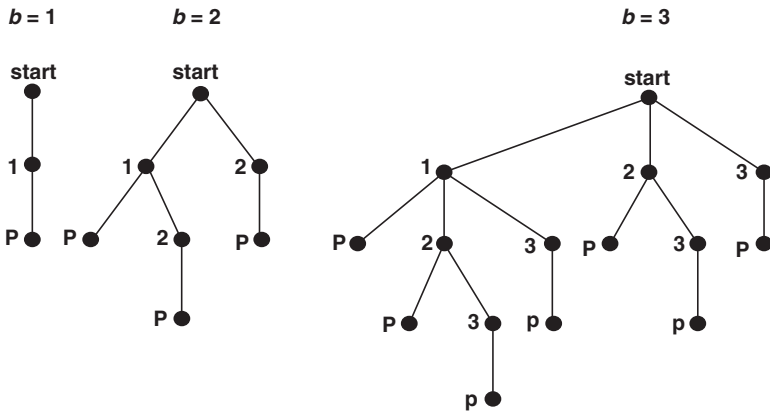 b = 1 b = 2 b = 3
start start start
1 1 2 1 2 3
P P 2 P P 2 3 P 3 P
P P 3 p p
p